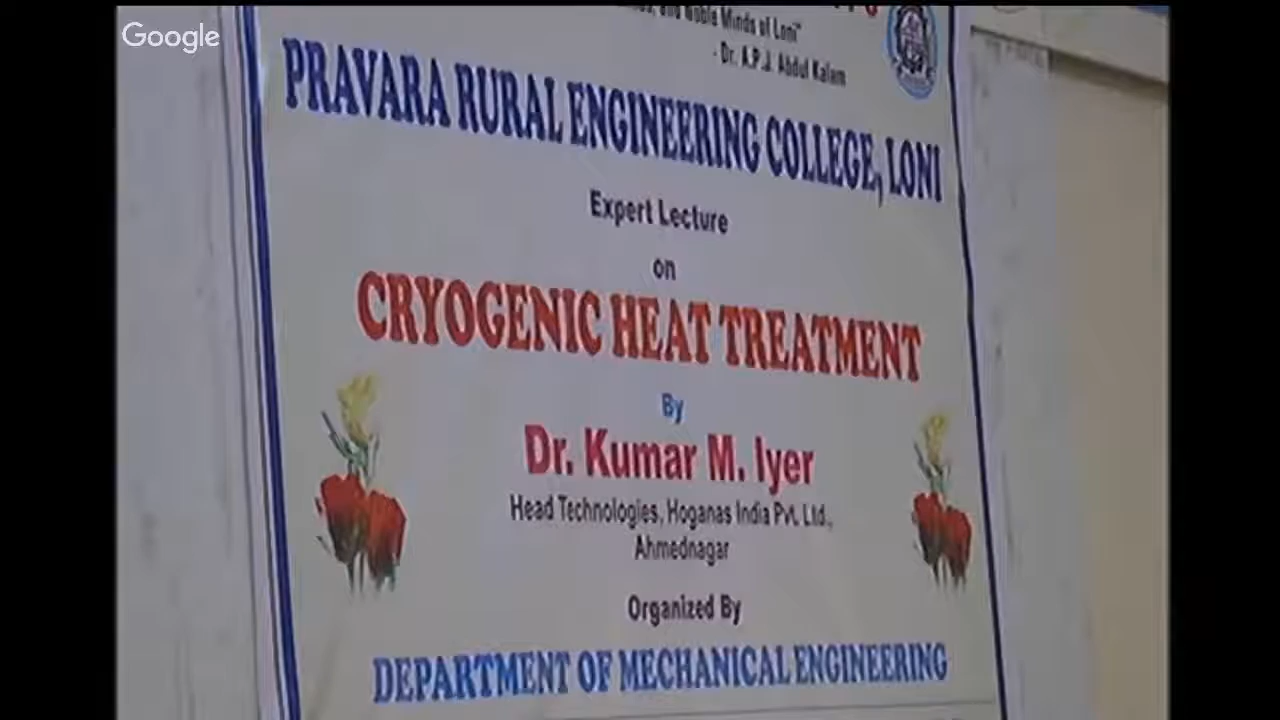 Google
and Noble Minds of Loni"
- Dr. A.P.J. Abdul Kalam
PRAVARA RURAL ENGINEERING COLLEGE, LONI
Expert Lecture
on
CRYOGENIC HEAT TREATMENT
By
Dr. Kumar M. Iyer
Head Technologies, Hoganas India Pvt. Ltd.,
Ahmednagar
Organized By
DEPARTMENT OF MECHANICAL ENGINEERING